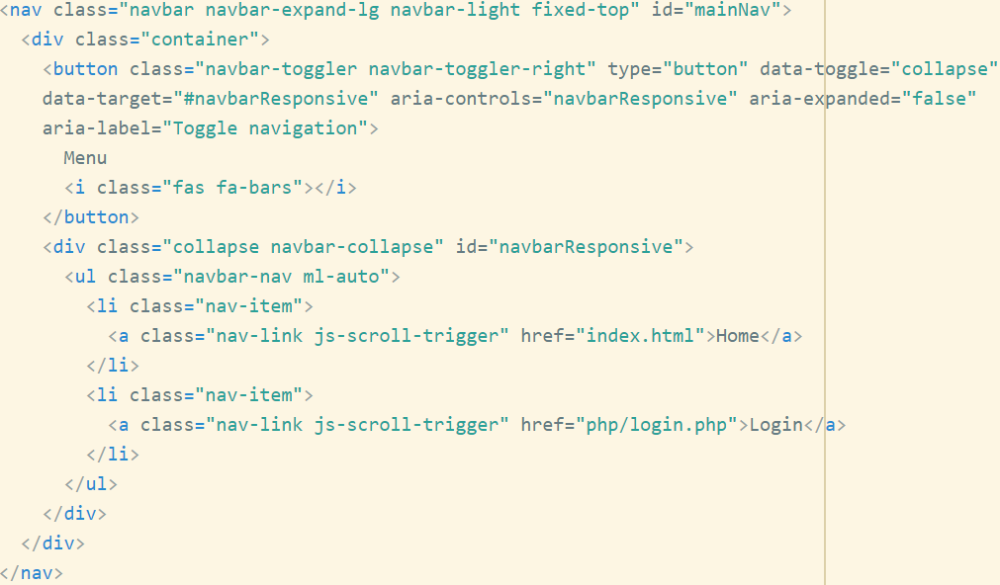 <nav class="navbar navbar-expand-lg navbar-light fixed-top" id="mainNav">
  <div class="container">
    <button class="navbar-toggler navbar-toggler-right" type="button" data-toggle="collapse"
    data-target="#navbarResponsive" aria-controls="navbarResponsive" aria-expanded="false"
    aria-label="Toggle navigation">
      Menu
      <i class="fas fa-bars"></i>
    </button>
    <div class="collapse navbar-collapse" id="navbarResponsive">
      <ul class="navbar-nav ml-auto">
        <li class="nav-item">
          <a class="nav-link js-scroll-trigger" href="index.html">Home</a>
        </li>
        <li class="nav-item">
          <a class="nav-link js-scroll-trigger" href="php/login.php">Login</a>
        </li>
      </ul>
    </div>
  </div>
</nav>